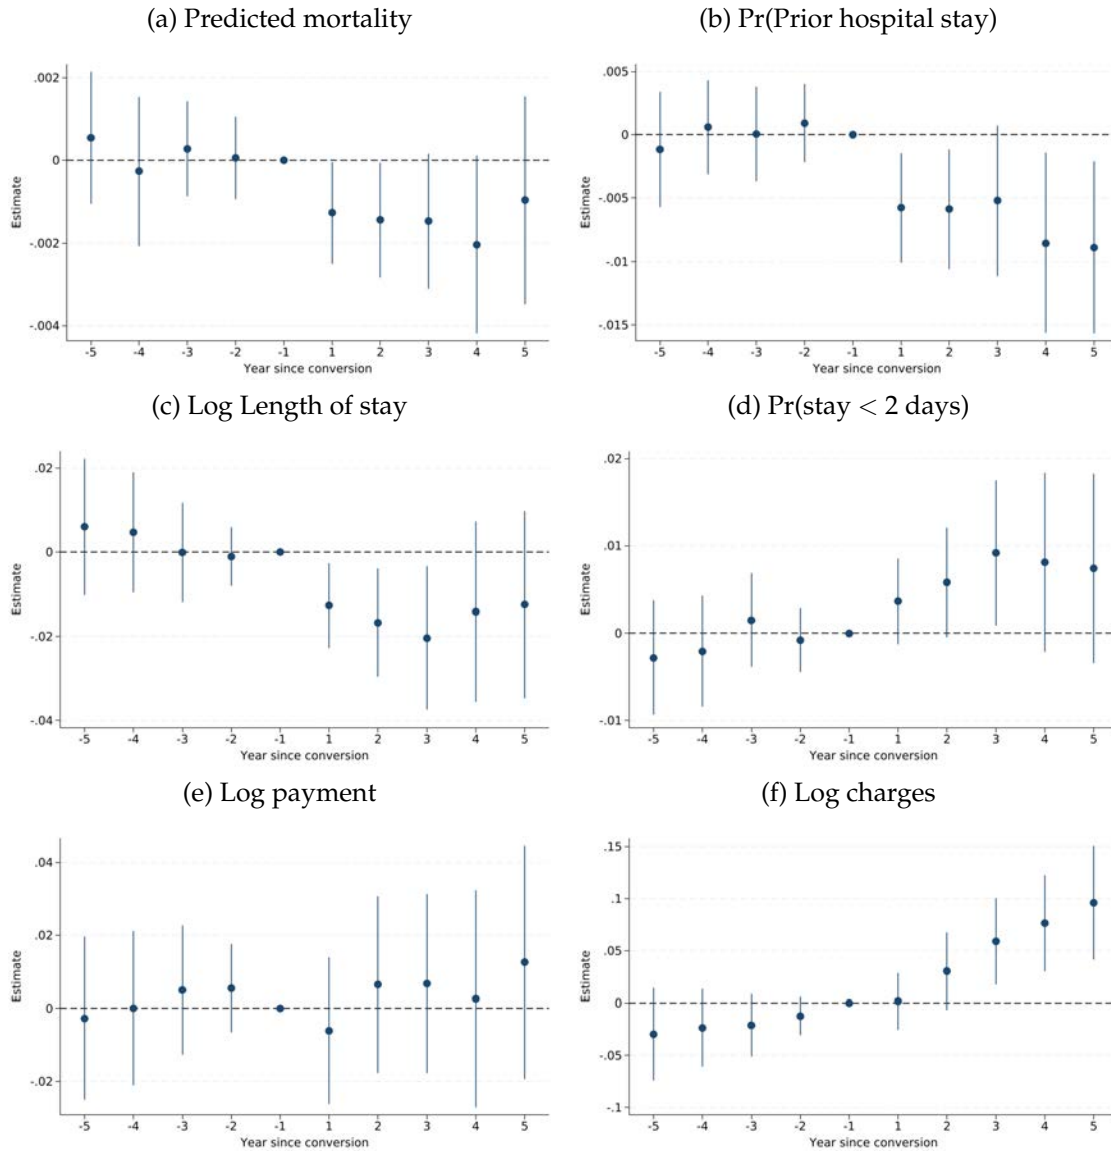 (a) Predicted mortality
.002
0
-.002
-.004
Estimate
-5 -4 -3 -2 -1 1 2 3 4 5
Year since conversion
(b) Pr(Prior hospital stay)
.005
0
-.005
-.01
-.015
Estimate
-5 -4 -3 -2 -1 1 2 3 4 5
Year since conversion
(c) Log Length of stay
.02
0
-.02
-.04
Estimate
-5 -4 -3 -2 -1 1 2 3 4 5
Year since conversion
(d) Pr(stay < 2 days)
.02
.01
0
-.01
Estimate
-5 -4 -3 -2 -1 1 2 3 4 5
Year since conversion
(e) Log payment
.04
.02
0
-.02
Estimate
-5 -4 -3 -2 -1 1 2 3 4 5
Year since conversion
(f) Log charges
.15
.1
.05
0
-.05
-.1
Estimate
-5 -4 -3 -2 -1 1 2 3 4 5
Year since conversion